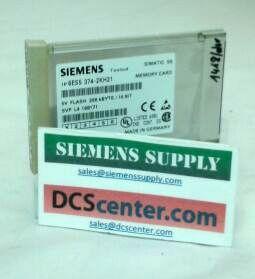 SIEMENS
SIMATIC S5
1P 6ES5 374-2KH21
MEMORY CARD
5V FLASH 256 KBYTE / 16 BIT
MADE IN GERMANY
SIEMENS SUPPLY
sales@siemenssupply.com
DCScenter.com
sales@dcscenter.com